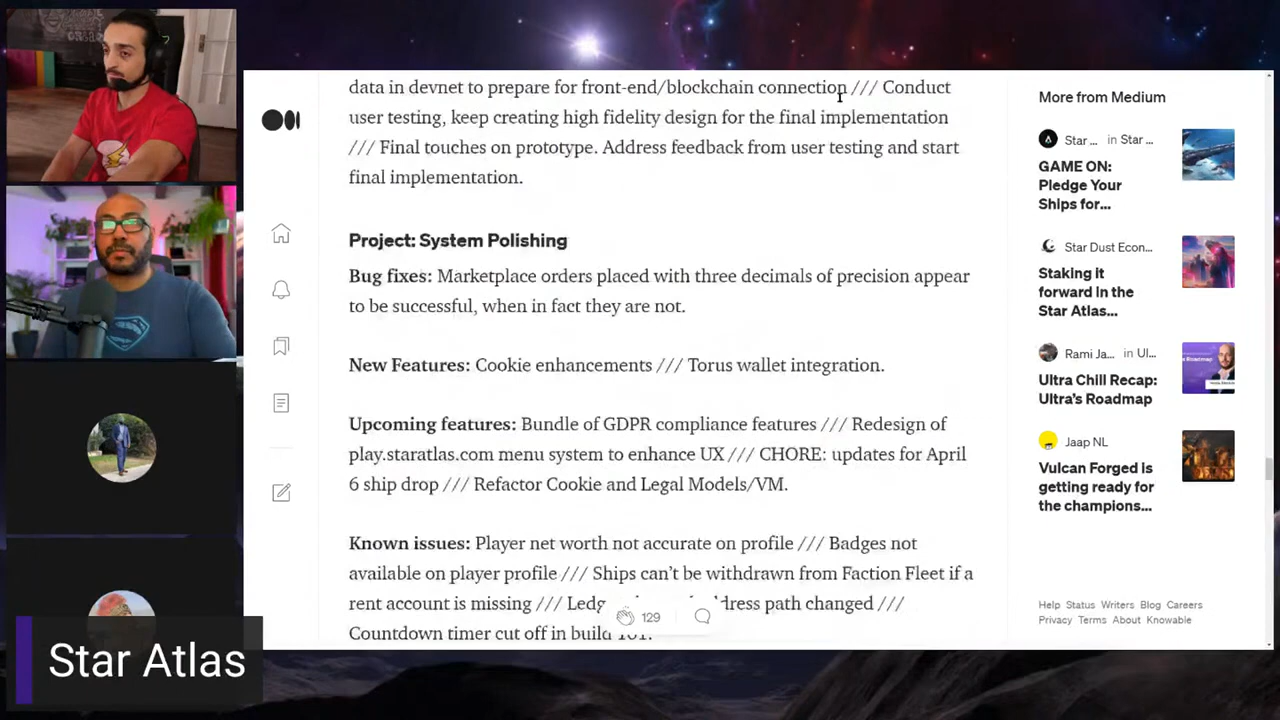 data in devnet to prepare for front-end/blockchain connection /// Conduct
user testing, keep creating high fidelity design for the final implementation
/// Final touches on prototype. Address feedback from user testing and start
final implementation.
Project: System Polishing
Bug fixes: Marketplace orders placed with three decimals of precision appear
to be successful, when in fact they are not.
New Features: Cookie enhancements /// Torus wallet integration.
Upcoming features: Bundle of GDPR compliance features /// Redesign of
play.staratlas.com menu system to enhance UX /// CHORE: updates for April
6 ship drop /// Refactor Cookie and Legal Models/VM.
Known issues: Player net worth not accurate on profile /// Badges not
available on player profile /// Ships can’t be withdrawn from Faction Fleet if a
rent account is missing /// path changed ///
Countdown timer cut off in build
129
More from Medium
Star ... in Star ...
GAME ON:
Pledge Your
Ships for...
Star Dust Econ...
Staking it
forward in the
Star Atlas...
Rami Ja... in Ul...
Ultra Chill Recap:
Ultra’s Roadmap
Jaap NL
Vulcan Forged is
getting ready for
the champions...
Help Status Writers Blog Careers
Privacy Terms About Knowable
Star Atlas